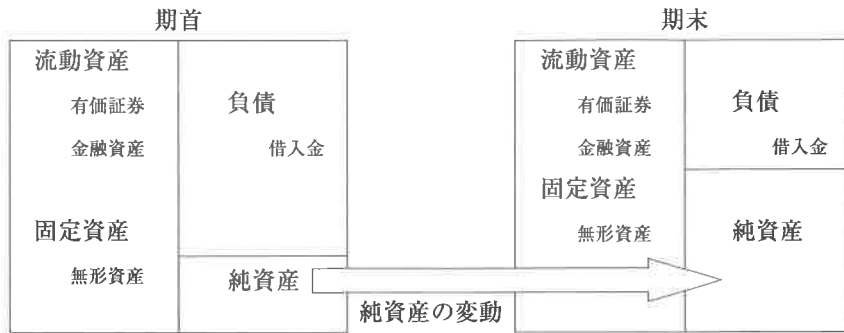 期首
流動資産
有価証券
金融資産
固定資産
無形資産
負債
借入金
純資産
純資産の変動
期末
流動資産
有価証券
金融資産
固定資産
無形資産
負債
借入金
純資産